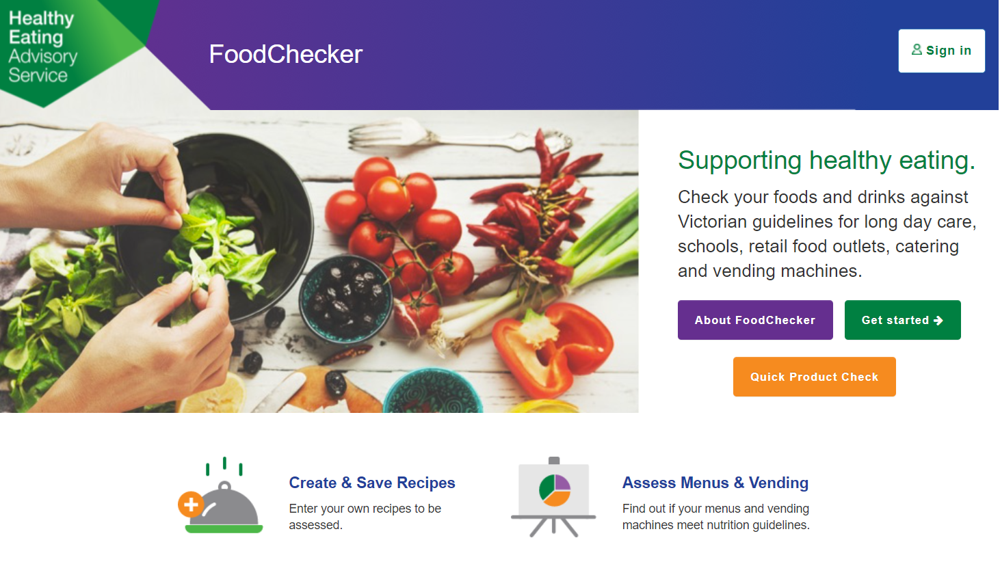 Healthy
Eating
Advisory
Service
FoodChecker
Sign in
Supporting healthy eating.
Check your foods and drinks against
Victorian guidelines for long day care,
schools, retail food outlets, catering
and vending machines.
About FoodChecker
Get started
Quick Product Check
Create & Save Recipes
Enter your own recipes to be
assessed.
Assess Menus & Vending
Find out if your menus and vending
machines meet nutrition guidelines.